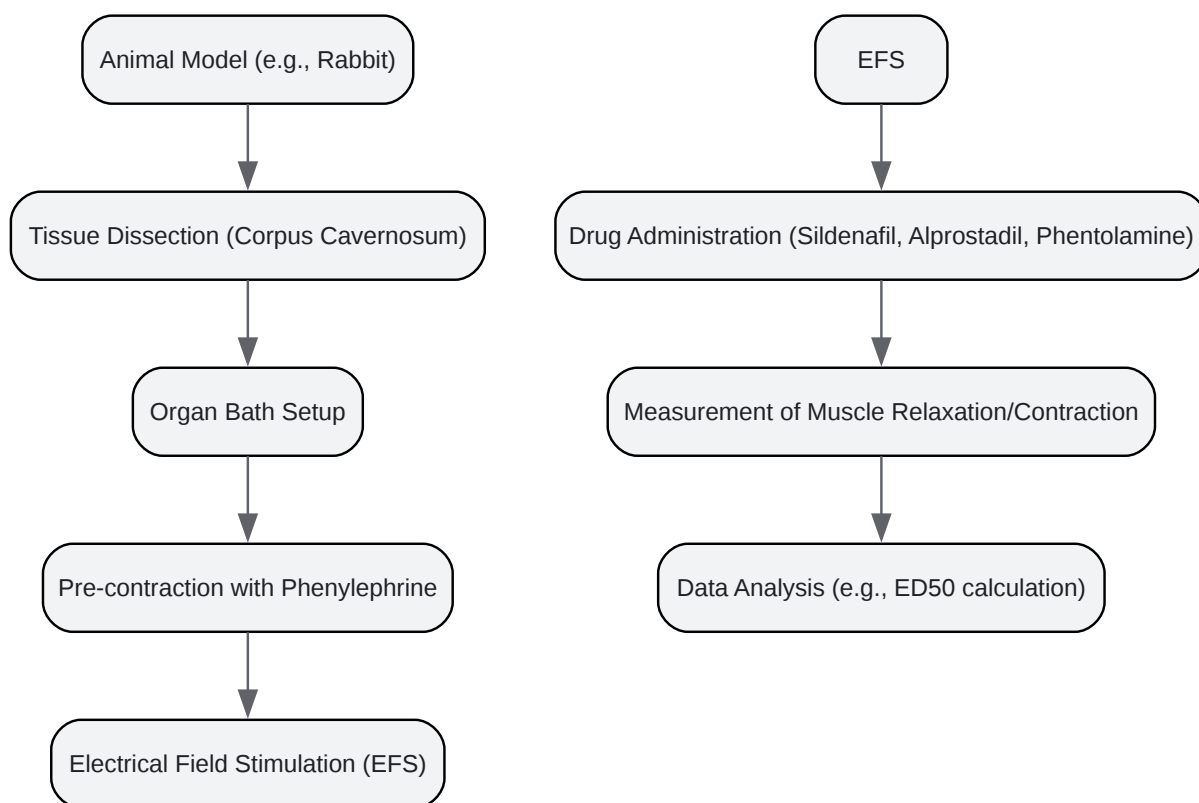 Animal Model (e.g., Rabbit)
Tissue Dissection (Corpus Cavernosum)
Organ Bath Setup
Pre-contraction with Phenylephrine
Electrical Field Stimulation (EFS)
EFS
Drug Administration (Sildenafil, Alprostadil, Phentolamine)
Measurement of Muscle Relaxation/Contraction
Data Analysis (e.g., ED50 calculation)